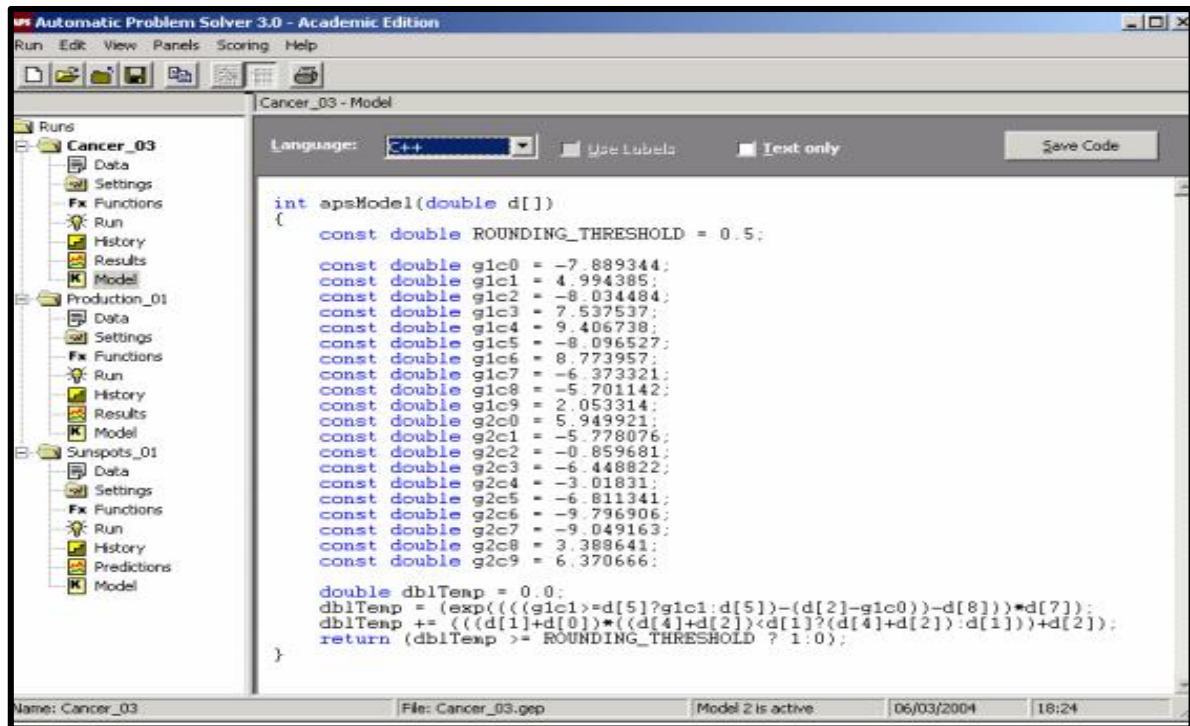 APS Automatic Problem Solver 3.0 - Academic Edition
Run Edit View Panels Scoring Help
Cancer_03 - Model
Runs
Cancer_03
Data
Settings
Fx Functions
Run
History
Results
K Model
Production_01
Data
Settings
Fx Functions
Run
History
Results
K Model
Sunspots_01
Data
Settings
Fx Functions
Run
History
Predictions
K Model
Language: C++ Use Labels Text only Save Code
int apsModel(double d[])
{
const double ROUNDING_THRESHOLD = 0.5;
const double g1c0 = -7.889344;
const double g1c1 = 4.994385;
const double g1c2 = -8.034484;
const double g1c3 = 7.537537;
const double g1c4 = 9.406738;
const double g1c5 = -8.096527;
const double g1c6 = 8.773957;
const double g1c7 = -6.373321;
const double g1c8 = -5.701142;
const double g1c9 = 2.053314;
const double g2c0 = 5.949921;
const double g2c1 = -5.778076;
const double g2c2 = -0.859681;
const double g2c3 = -6.448822;
const double g2c4 = -3.01831;
const double g2c5 = -6.811341;
const double g2c6 = -9.796906;
const double g2c7 = -9.049163;
const double g2c8 = 3.388641;
const double g2c9 = 6.370666;
double dblTemp = 0.0;
dblTemp = (exp((((g1c1>=d[5]?g1c1:d[5])-(d[2]-g1c0))-d[8]))*d[7]);
dblTemp += (((d[1]+d[0])*((d[4]+d[2])<d[1]?(d[4]+d[2]):d[1]))+d[2]);
return (dblTemp >= ROUNDING_THRESHOLD ? 1:0);
}
Name: Cancer_03 File: Cancer_03.gep Model 2 is active 06/03/2004 18:24